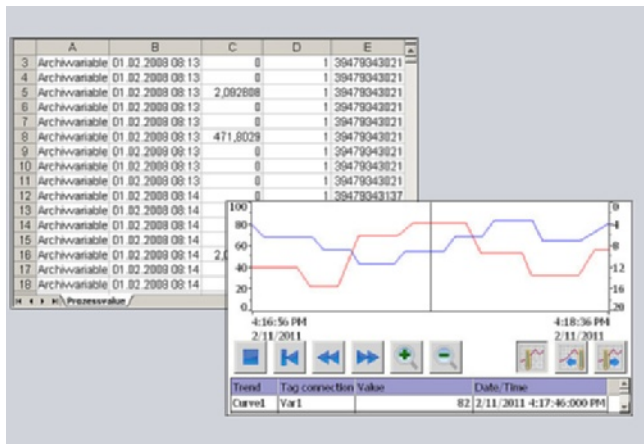 A B C D E
3 Archivvariable 01.02.2008 08:13 0 1 39479343021
4 Archivvariable 01.02.2008 08:13 0 1 39479343021
5 Archivvariable 01.02.2008 08:13 2,092808 1 39479343021
6 Archivvariable 01.02.2008 08:13 0 1 39479343021
7 Archivvariable 01.02.2008 08:13 0 1 39479343021
8 Archivvariable 01.02.2008 08:13 471,8029 1 39479343021
9 Archivvariable 01.02.2008 08:13 0 1 39479343021
10 Archivvariable 01.02.2008 08:13 0 1 39479343021
11 Archivvariable 01.02.2008 08:13 0 1 39479343021
12 Archivvariable 01.02.2008 08:14 0 1 39479343137
13 Archivvariable 01.02.2008 08:14
14 Archivvariable 01.02.2008 08:14
15 Archivvariable 01.02.2008 08:14
16 Archivvariable 01.02.2008 08:14
17 Archivvariable 01.02.2008 08:14
18 Archivvariable 01.02.2008 08:14
Prozessvalue
100 0
80 4
60 8
40 12
20 16
0 20
4:16:56 PM 4:18:36 PM
2/11/2011 2/11/2011
Trend Tag connection Value Date/Time
Curve1 Var1 82 2/11/2011 4:17:46:000 PM